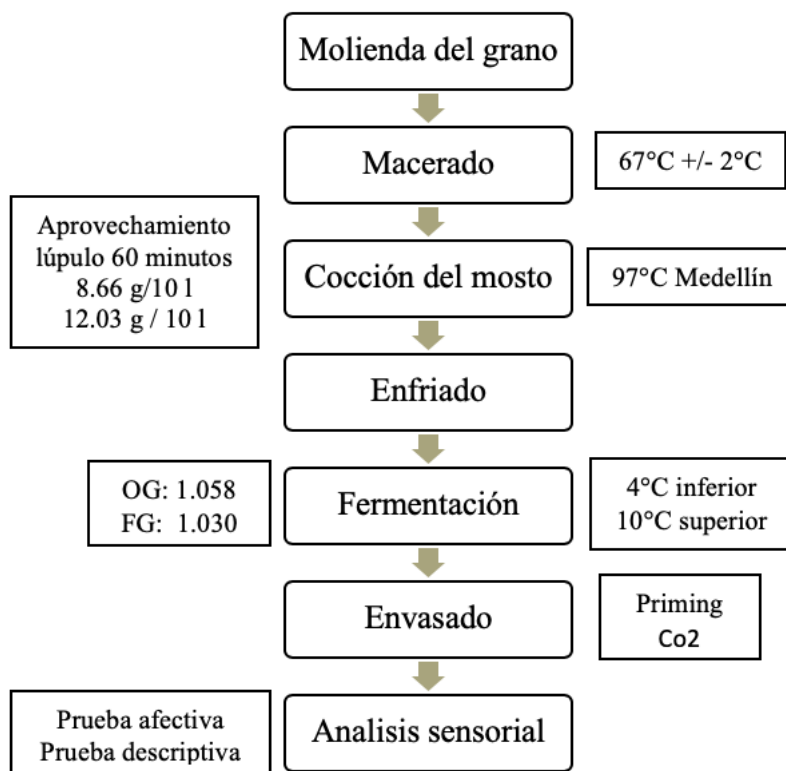 Molienda del grano
Macerado
67°C +/- 2°C
Aprovechamiento
lúpulo 60 minutos
8.66 g/10 l
12.03 g / 10 l
Cocción del mosto
97°C Medellín
Enfriado
OG: 1.058
FG: 1.030
Fermentación
4°C inferior
10°C superior
Envasado
Priming
Co2
Prueba afectiva
Prueba descriptiva
Analisis sensorial